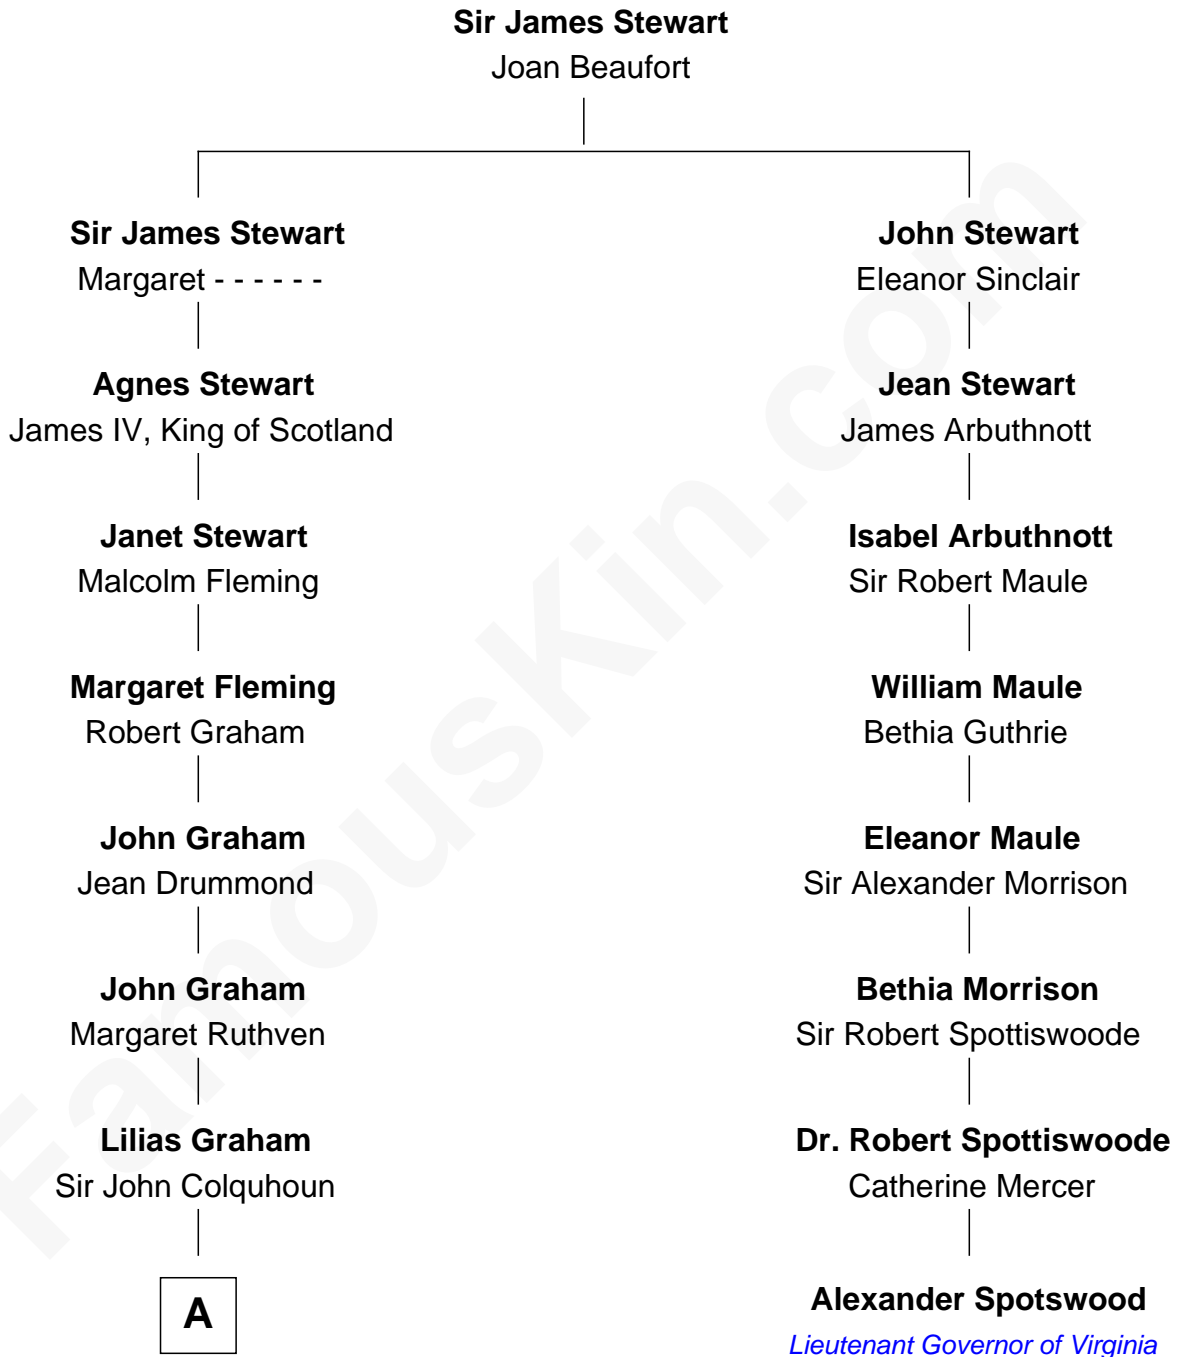 Sir James Stewart
Joan Beaufort
Sir James Stewart
Margaret - - - - - -
Agnes Stewart
James IV, King of Scotland
Janet Stewart
Malcolm Fleming
Margaret Fleming
Robert Graham
John Graham
Jean Drummond
John Graham
Margaret Ruthven
Lilias Graham
Sir John Colquhoun
A
John Stewart
Eleanor Sinclair
Jean Stewart
James Arbuthnott
Isabel Arbuthnott
Sir Robert Maule
William Maule
Bethia Guthrie
Eleanor Maule
Sir Alexander Morrison
Bethia Morrison
Sir Robert Spottiswoode
Dr. Robert Spottiswoode
Catherine Mercer
Alexander Spotswood
Lieutenant Governor of Virginia
FamousKin.com